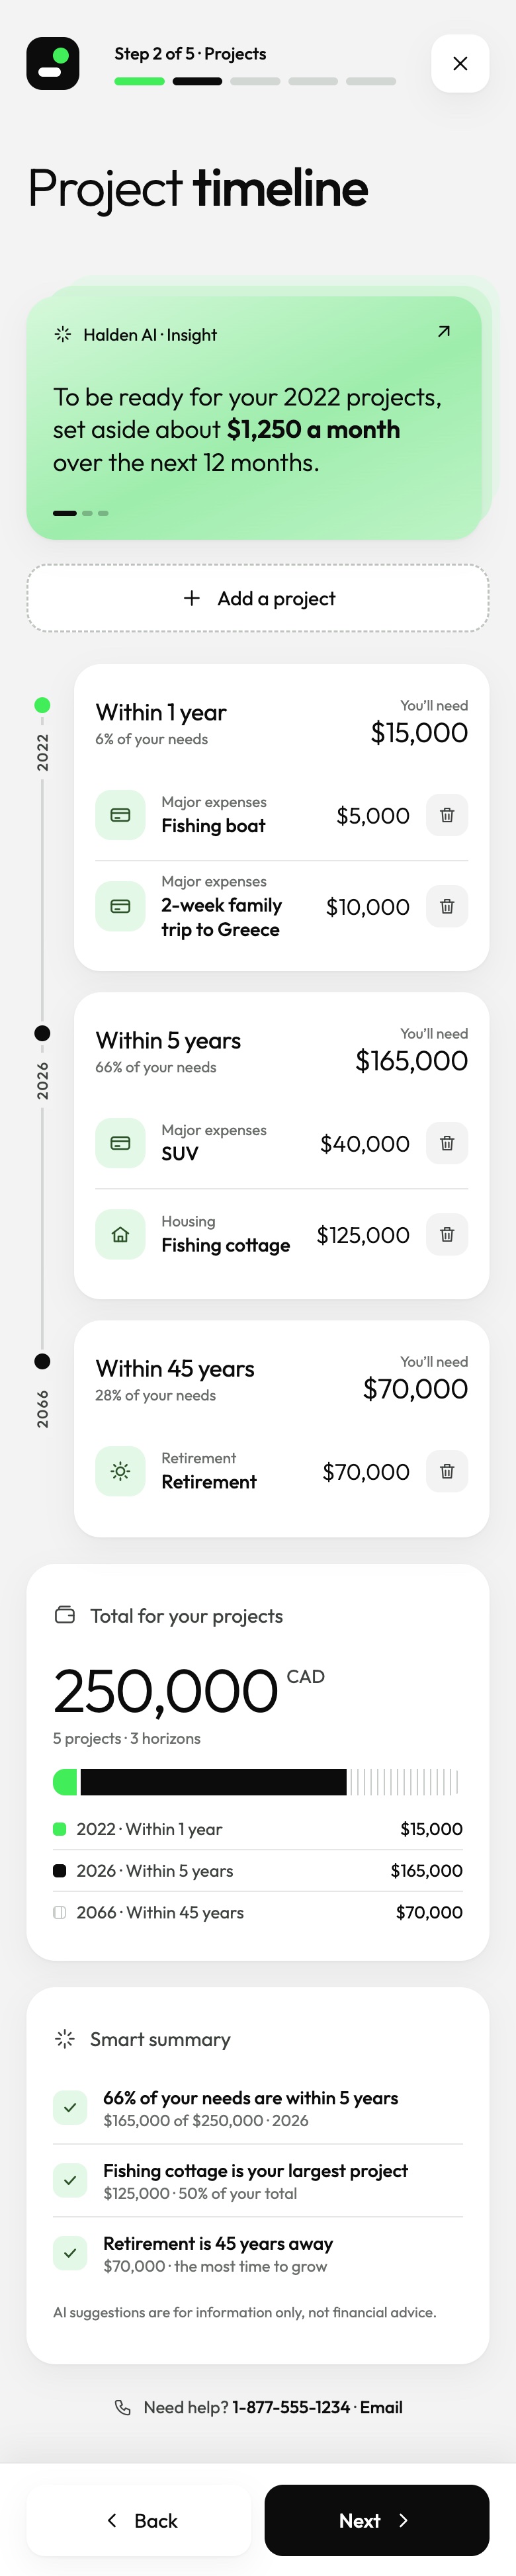 Step 2 of 5 · Projects
Project timeline
Halden AI · Insight
To be ready for your 2022 projects,
set aside about $1,250 a month
over the next 12 months.
Add a project
2022
Within 1 year
6% of your needs
You'll need
$15,000
Major expenses
Fishing boat
$5,000
Major expenses
2-week family
trip to Greece
$10,000
2026
Within 5 years
66% of your needs
You'll need
$165,000
Major expenses
SUV
$40,000
Housing
Fishing cottage
$125,000
2066
Within 45 years
28% of your needs
You'll need
$70,000
Retirement
Retirement
$70,000
Total for your projects
250,000 CAD
5 projects · 3 horizons
2022 · Within 1 year $15,000
2026 · Within 5 years $165,000
2066 · Within 45 years $70,000
Smart summary
66% of your needs are within 5 years
$165,000 of $250,000 · 2026
Fishing cottage is your largest project
$125,000 · 50% of your total
Retirement is 45 years away
$70,000 · the most time to grow
AI suggestions are for information only, not financial advice.
Need help? 1-877-555-1234 · Email
Back
Next